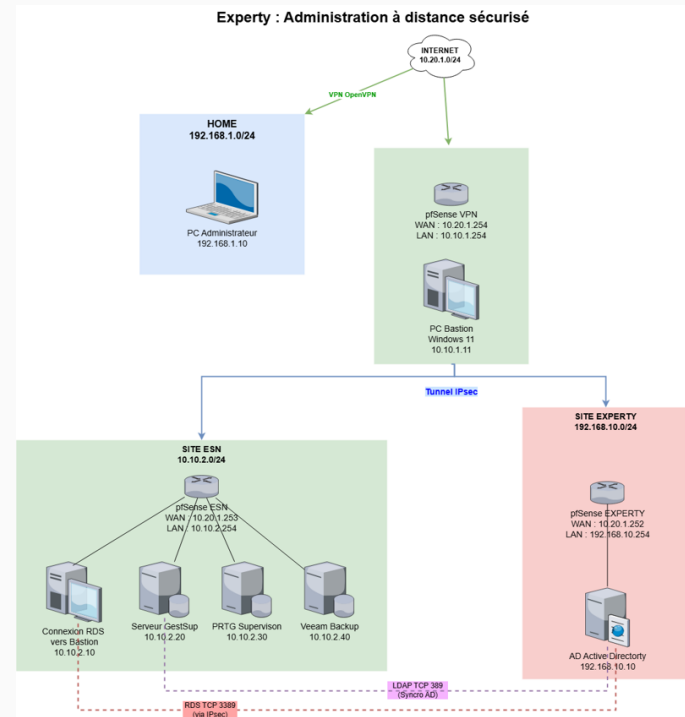 Experty : Administration à distance sécurisé
INTERNET
10.20.1.0/24
VPN OpenVPN
HOME
192.168.1.0/24
PC Administrateur
192.168.1.10
pfSense VPN
WAN : 10.20.1.254
LAN : 10.10.1.254
PC Bastion
Windows 11
10.10.1.11
Tunnel IPsec
SITE ESN
10.10.2.0/24
pfSense ESN
WAN : 10.20.1.253
LAN : 10.10.2.254
Connexion RDS
vers Bastion
10.10.2.10
Serveur GestSup
10.10.2.20
PRTG Supervison
10.10.2.30
Veeam Backup
10.10.2.40
SITE EXPERTY
192.168.10.0/24
pfSense EXPERTY
WAN : 10.20.1.252
LAN : 192.168.10.254
AD Active Directorty
192.168.10.10
LDAP TCP 389
(Syncro AD)
RDS TCP 3389
(via IPsec)